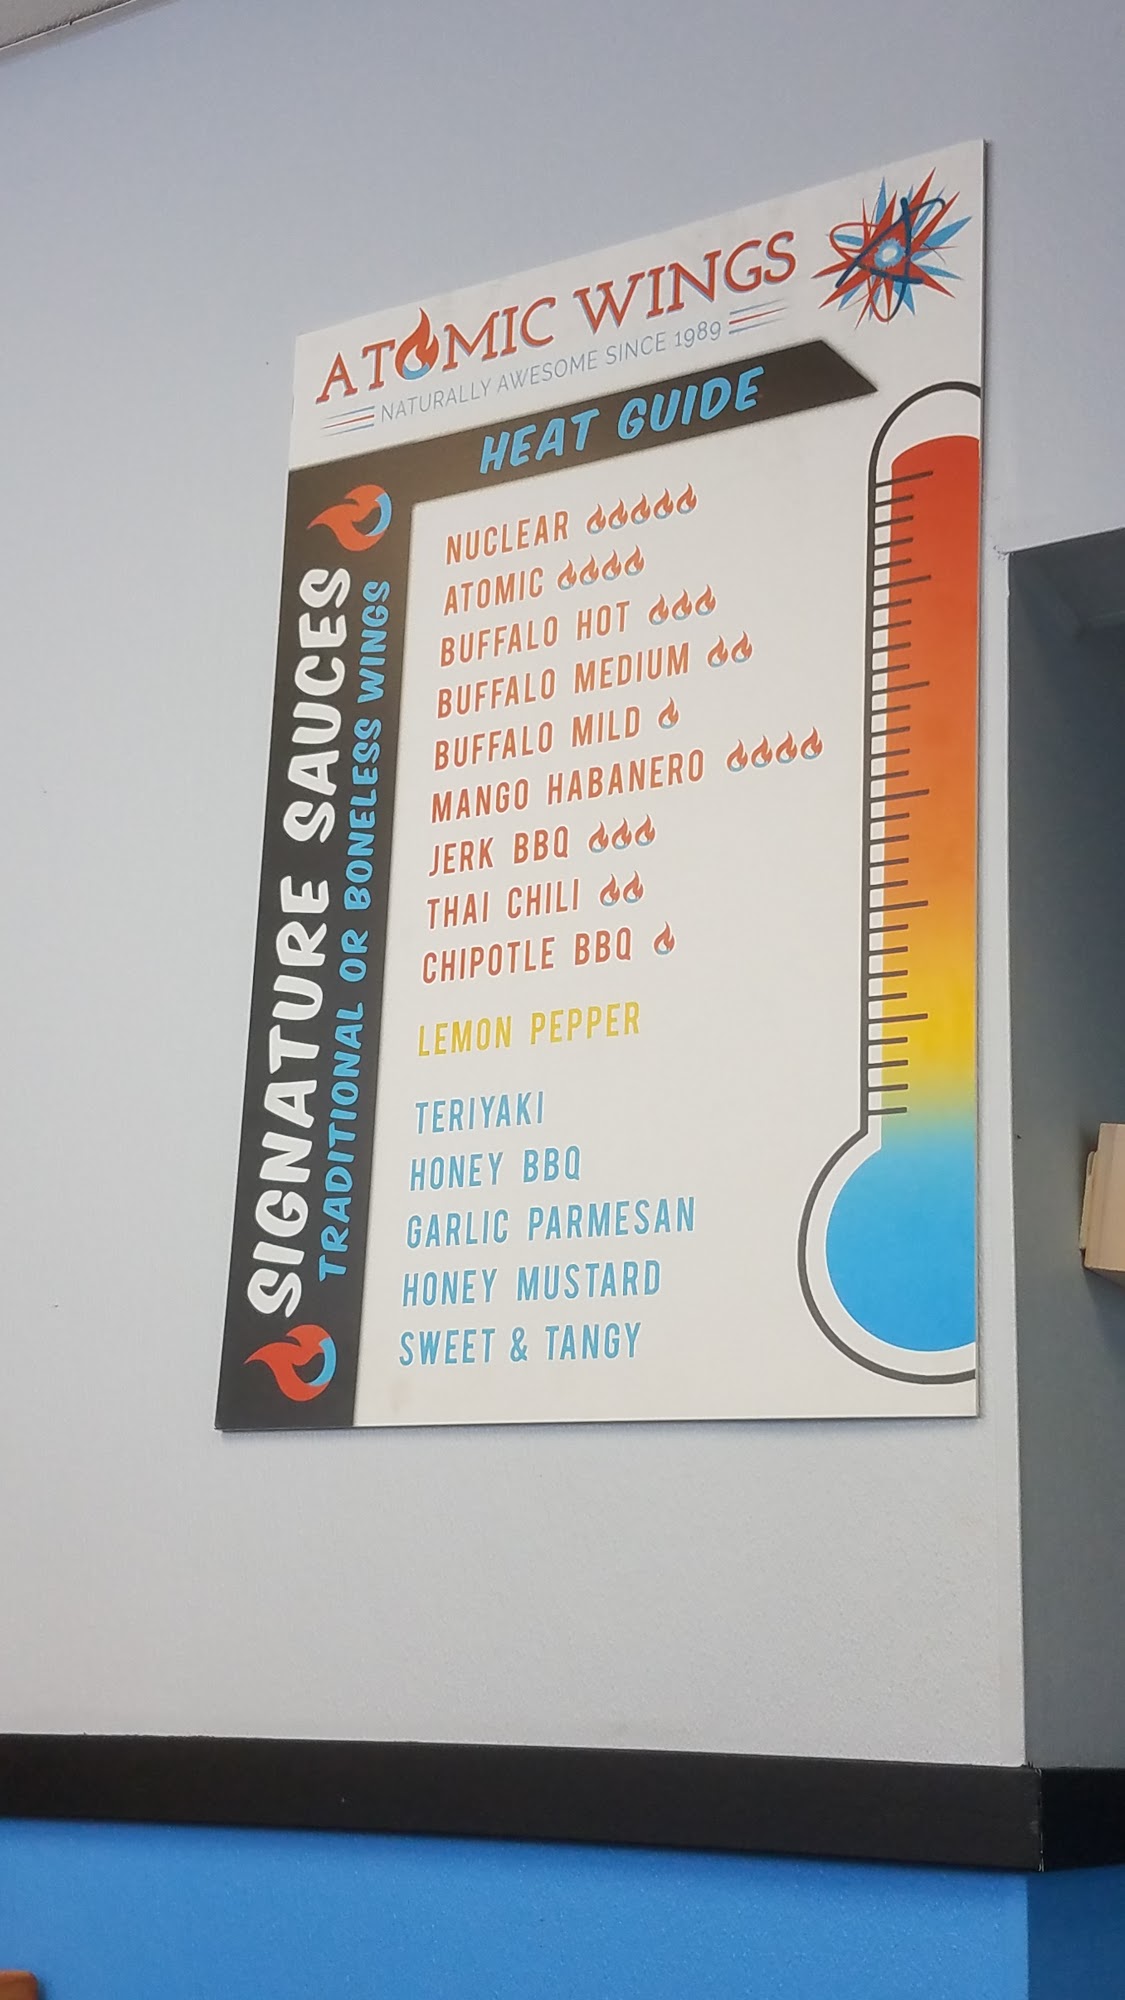 ATOMIC WINGS
NATURALLY AWESOME SINCE 1989
HEAT GUIDE
SIGNATURE SAUCES
TRADITIONAL OR BONELESS WINGS
NUCLEAR
ATOMIC
BUFFALO HOT
BUFFALO MEDIUM
BUFFALO MILD
MANGO HABANERO
JERK BBQ
THAI CHILI
CHIPOTLE BBQ
LEMON PEPPER
TERIYAKI
HONEY BBQ
GARLIC PARMESAN
HONEY MUSTARD
SWEET & TANGY